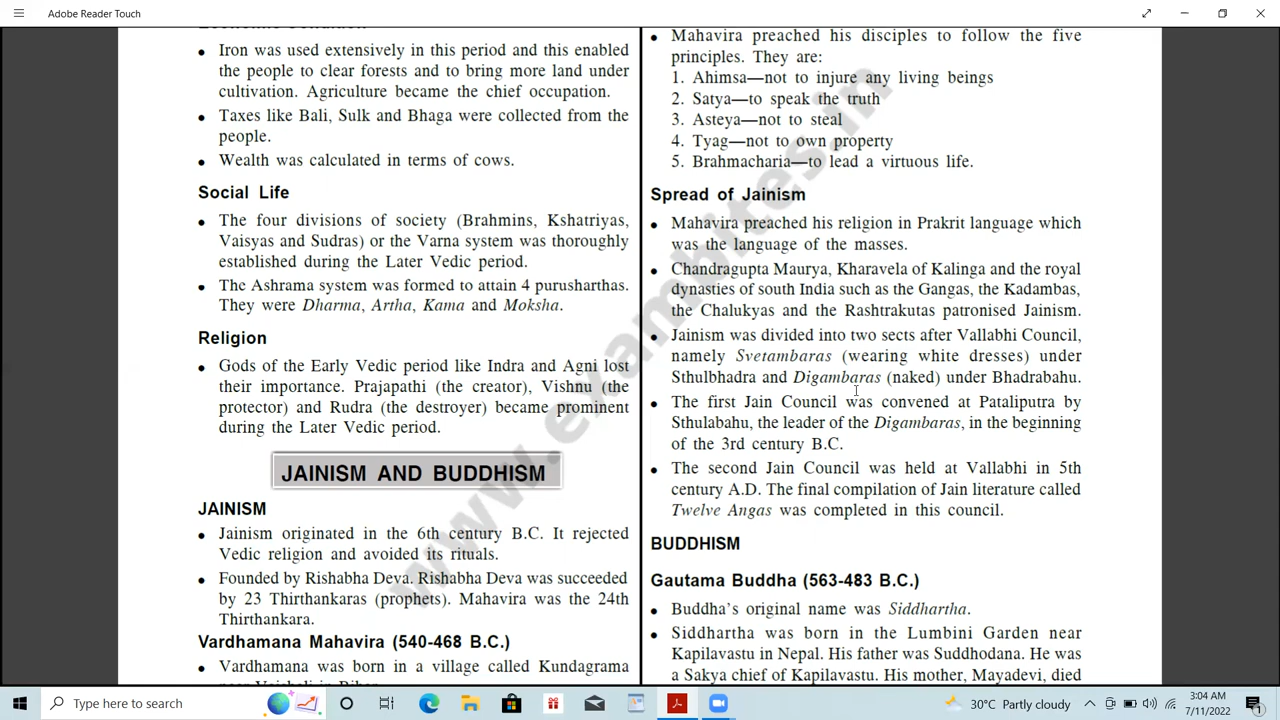 Adobe Reader Touch
Iron was used extensively in this period and this enabled
the people to clear forests and to bring more land under
cultivation. Agriculture became the chief occupation.
Taxes like Bali, Sulk and Bhaga were collected from the
people.
Wealth was calculated in terms of cows.
Social Life
The four divisions of society (Brahmins, Kshatriyas,
Vaisyas and Sudras) or the Varna system was thoroughly
established during the Later Vedic period.
The Ashrama system was formed to attain 4 purusharthas.
They were Dharma, Artha, Kama and Moksha.
Religion
Gods of the Early Vedic period like Indra and Agni lost
their importance. Prajapathi (the creator), Vishnu (the
protector) and Rudra (the destroyer) became prominent
during the Later Vedic period.
JAINISM AND BUDDHISM
JAINISM
Jainism originated in the 6th century B.C. It rejected
Vedic religion and avoided its rituals.
Founded by Rishabha Deva. Rishabha Deva was succeeded
by 23 Thirthankaras (prophets). Mahavira was the 24th
Thirthankara.
Vardhamana Mahavira (540-468 B.C.)
Vardhamana was born in a village called Kundagrama
Mahavira preached his disciples to follow the five
principles. They are:
1. Ahimsa—not to injure any living beings
2. Satya—to speak the truth
3. Asteya—not to steal
4. Tyag—not to own property
5. Brahmacharia—to lead a virtuous life.
Spread of Jainism
Mahavira preached his religion in Prakrit language which
was the language of the masses.
Chandragupta Maurya, Kharavela of Kalinga and the royal
dynasties of south India such as the Gangas, the Kadambas,
the Chalukyas and the Rashtrakutas patronised Jainism.
Jainism was divided into two sects after Vallabhi Council,
namely Svetambaras (wearing white dresses) under
Sthulbhadra and Digambaras (naked) under Bhadrabahu.
The first Jain Council was convened at Pataliputra by
Sthulabahu, the leader of the Digambaras, in the beginning
of the 3rd century B.C.
The second Jain Council was held at Vallabhi in 5th
century A.D. The final compilation of Jain literature called
Twelve Angas was completed in this council.
BUDDHISM
Gautama Buddha (563-483 B.C.)
Buddha's original name was Siddhartha.
Siddhartha was born in the Lumbini Garden near
Kapilavastu in Nepal. His father was Suddhodana. He was
a Sakya chief of Kapilavastu. His mother, Mayadevi, died
www.exambites.in
Type here to search
30°C Partly cloudy
3:04 AM
7/11/2022
1